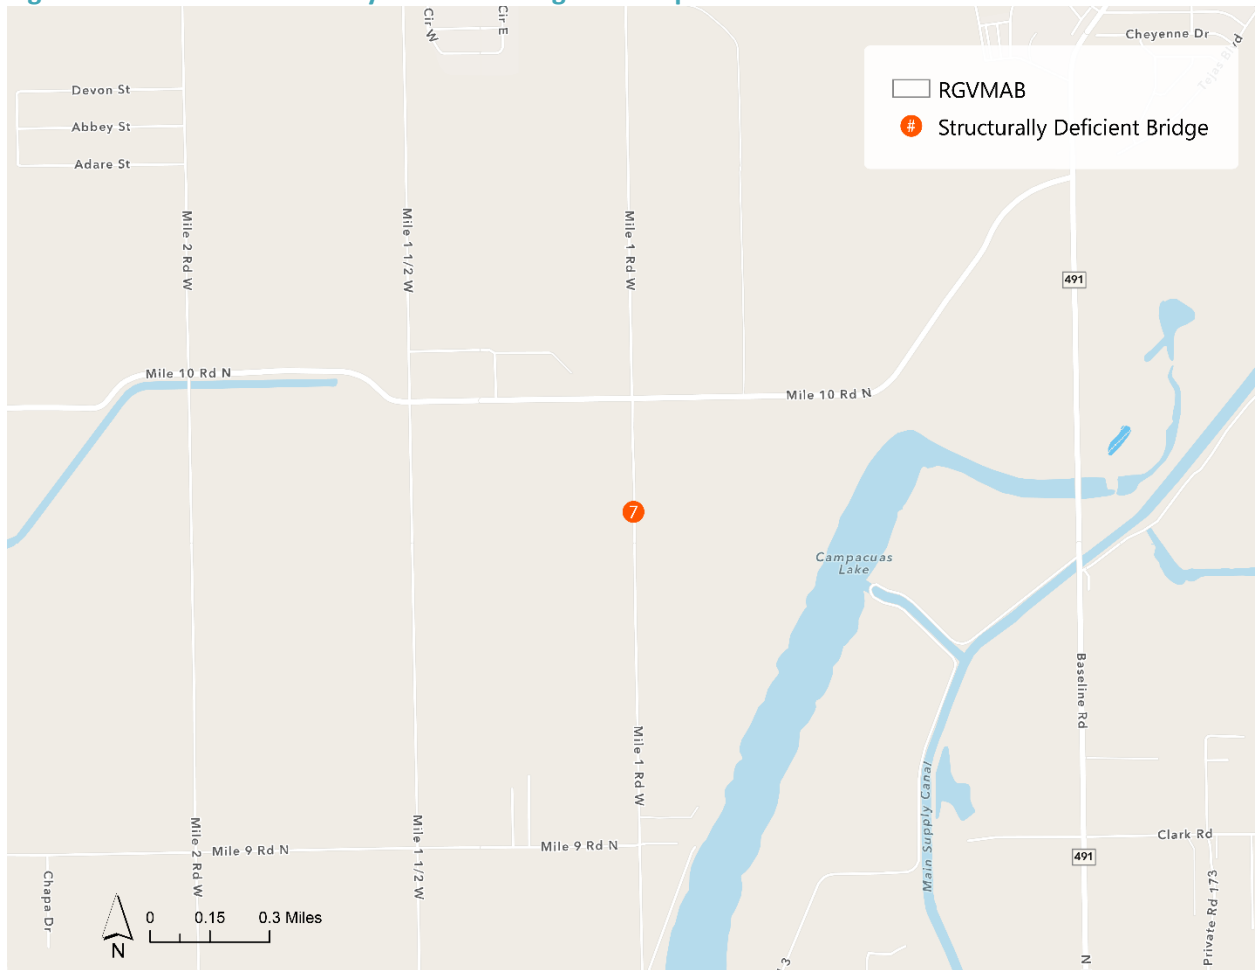 Cir W
Cir E
Cheyenne Dr
Tejas Blvd
RGVMAB
# Structurally Deficient Bridge
Devon St
Abbey St
Adare St
Mile 2 Rd W
Mile 1 1/2 W
Mile 1 Rd W
491
Mile 10 Rd N
Mile 10 Rd N
7
Campacuas
Lake
Baseline Rd
Mile 1 Rd W
Main Supply Canal
Mile 2 Rd W
Mile 9 Rd N
Mile 1 1/2 W
Mile 9 Rd N
Clark Rd
491
Chapa Dr
Private Rd 173
0 0.15 0.3 Miles
N
N